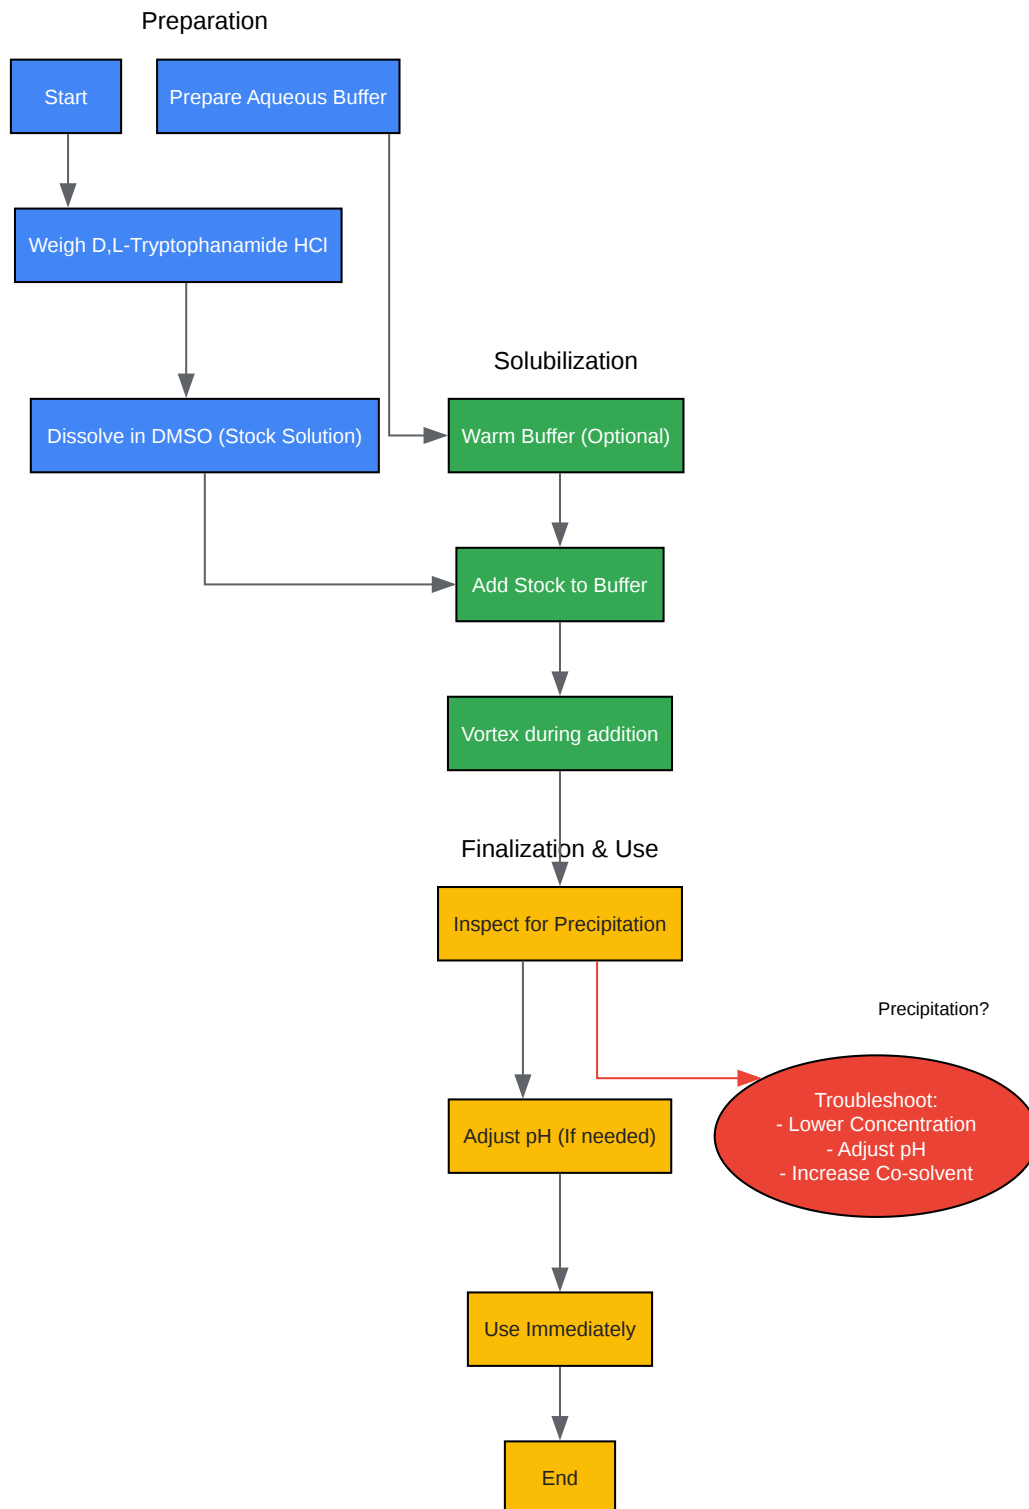 Preparation
Start
Prepare Aqueous Buffer
Weigh D,L-Tryptophanamide HCl
Solubilization
Dissolve in DMSO (Stock Solution)
Warm Buffer (Optional)
Add Stock to Buffer
Vortex during addition
Finalization & Use
Inspect for Precipitation
Precipitation?
Adjust pH (If needed)
Troubleshoot:
- Lower Concentration
- Adjust pH
- Increase Co-solvent
Use Immediately
End